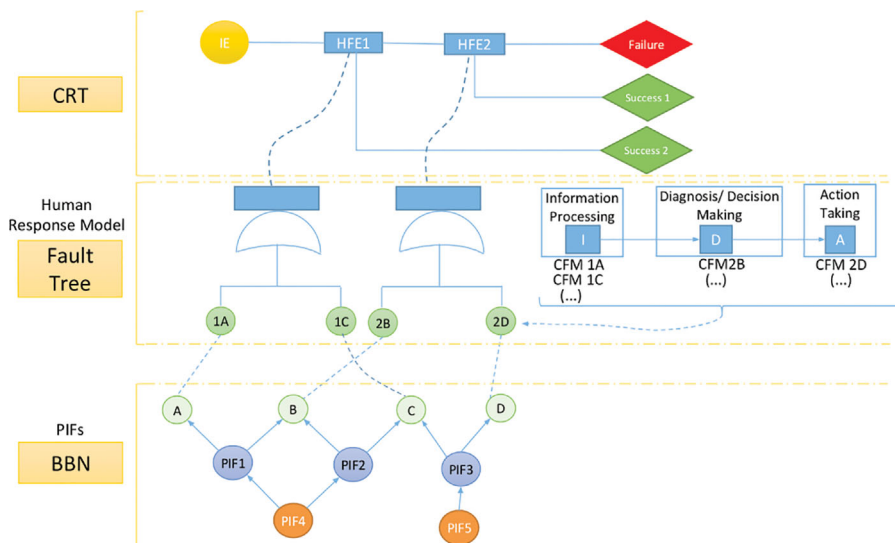 IE
HFE1
HFE2
Failure
CRT
Success 1
Success 2
Human
Response Model
Fault
Tree
Information
Processing
Diagnosis/ Decision
Making
Action
Taking
I
D
A
CFM 1A
CFM 1C
(...)
CFM2B
(...)
CFM 2D
(...)
1A
1C
2B
2D
A
B
C
D
PIFs
BBN
PIF1
PIF2
PIF3
PIF4
PIF5